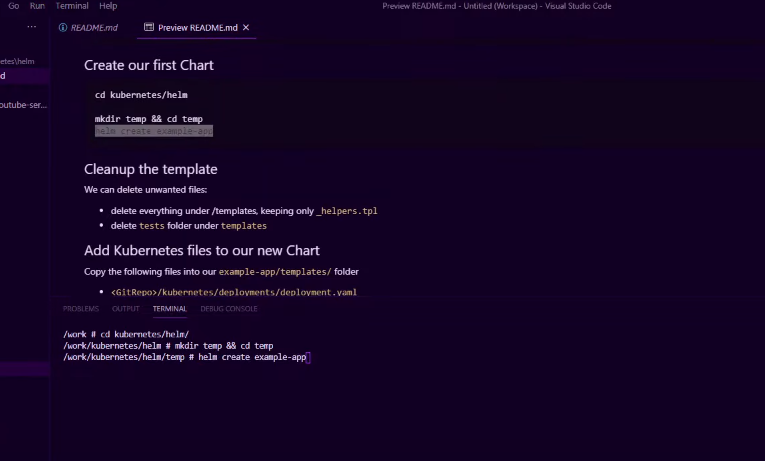 Go Run Terminal Help
Preview README.md - Untitled (Workspace) - Visual Studio Code
···
README.md
Preview README.md ×
etes\helm
d
outube-ser...
Create our first Chart
cd kubernetes/helm
mkdir temp && cd temp
helm create example-app
Cleanup the template
We can delete unwanted files:
• delete everything under /templates, keeping only _helpers.tpl
• delete tests folder under templates
Add Kubernetes files to our new Chart
Copy the following files into our example-app/templates/ folder
• <GitRepo>/kubernetes/deployments/deployment.yaml
PROBLEMS OUTPUT TERMINAL DEBUG CONSOLE
/work # cd kubernetes/helm/
/work/kubernetes/helm # mkdir temp && cd temp
/work/kubernetes/helm/temp # helm create example-app